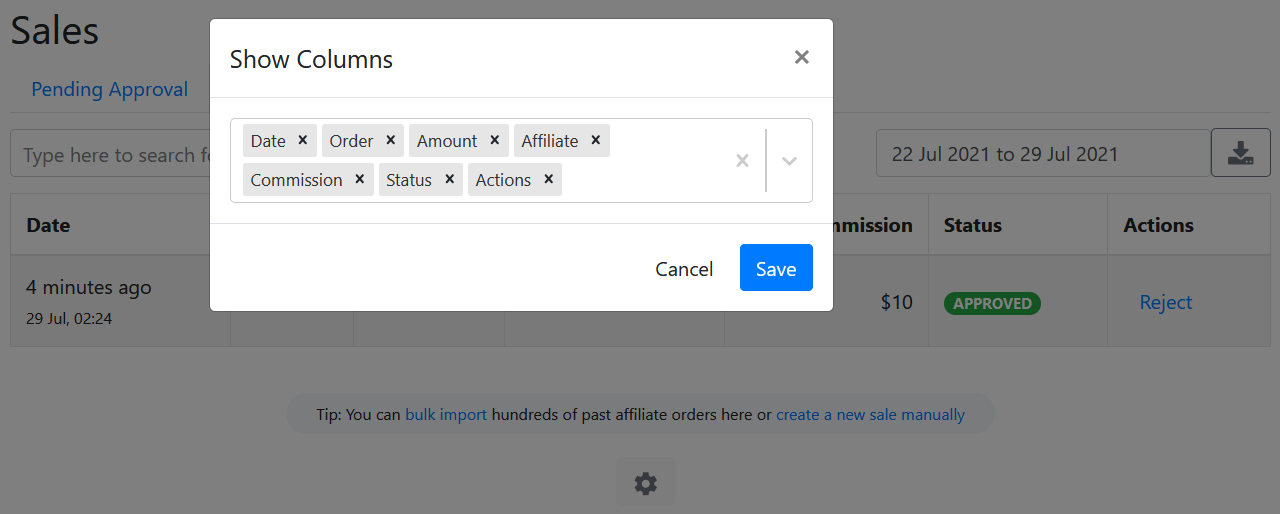 Sales
Show Columns
Pending Approval
Date Order Amount Affiliate
Commission Status Actions
Type here to search
22 Jul 2021 to 29 Jul 2021
Date Status Actions
4 minutes ago
29 Jul, 02:24
$10 APPROVED Reject
Cancel Save
Tip: You can bulk import hundreds of past affiliate orders here or create a new sale manually